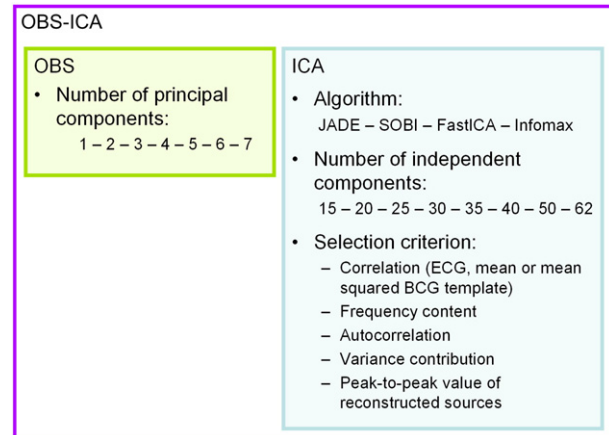 OBS-ICA
OBS
• Number of principal
components:
1 – 2 – 3 – 4 – 5 – 6 – 7
ICA
• Algorithm:
JADE – SOBI – FastICA – Infomax
• Number of independent
components:
15 – 20 – 25 – 30 – 35 – 40 – 50 – 62
• Selection criterion:
– Correlation (ECG, mean or mean
squared BCG template)
– Frequency content
– Autocorrelation
– Variance contribution
– Peak-to-peak value of
reconstructed sources